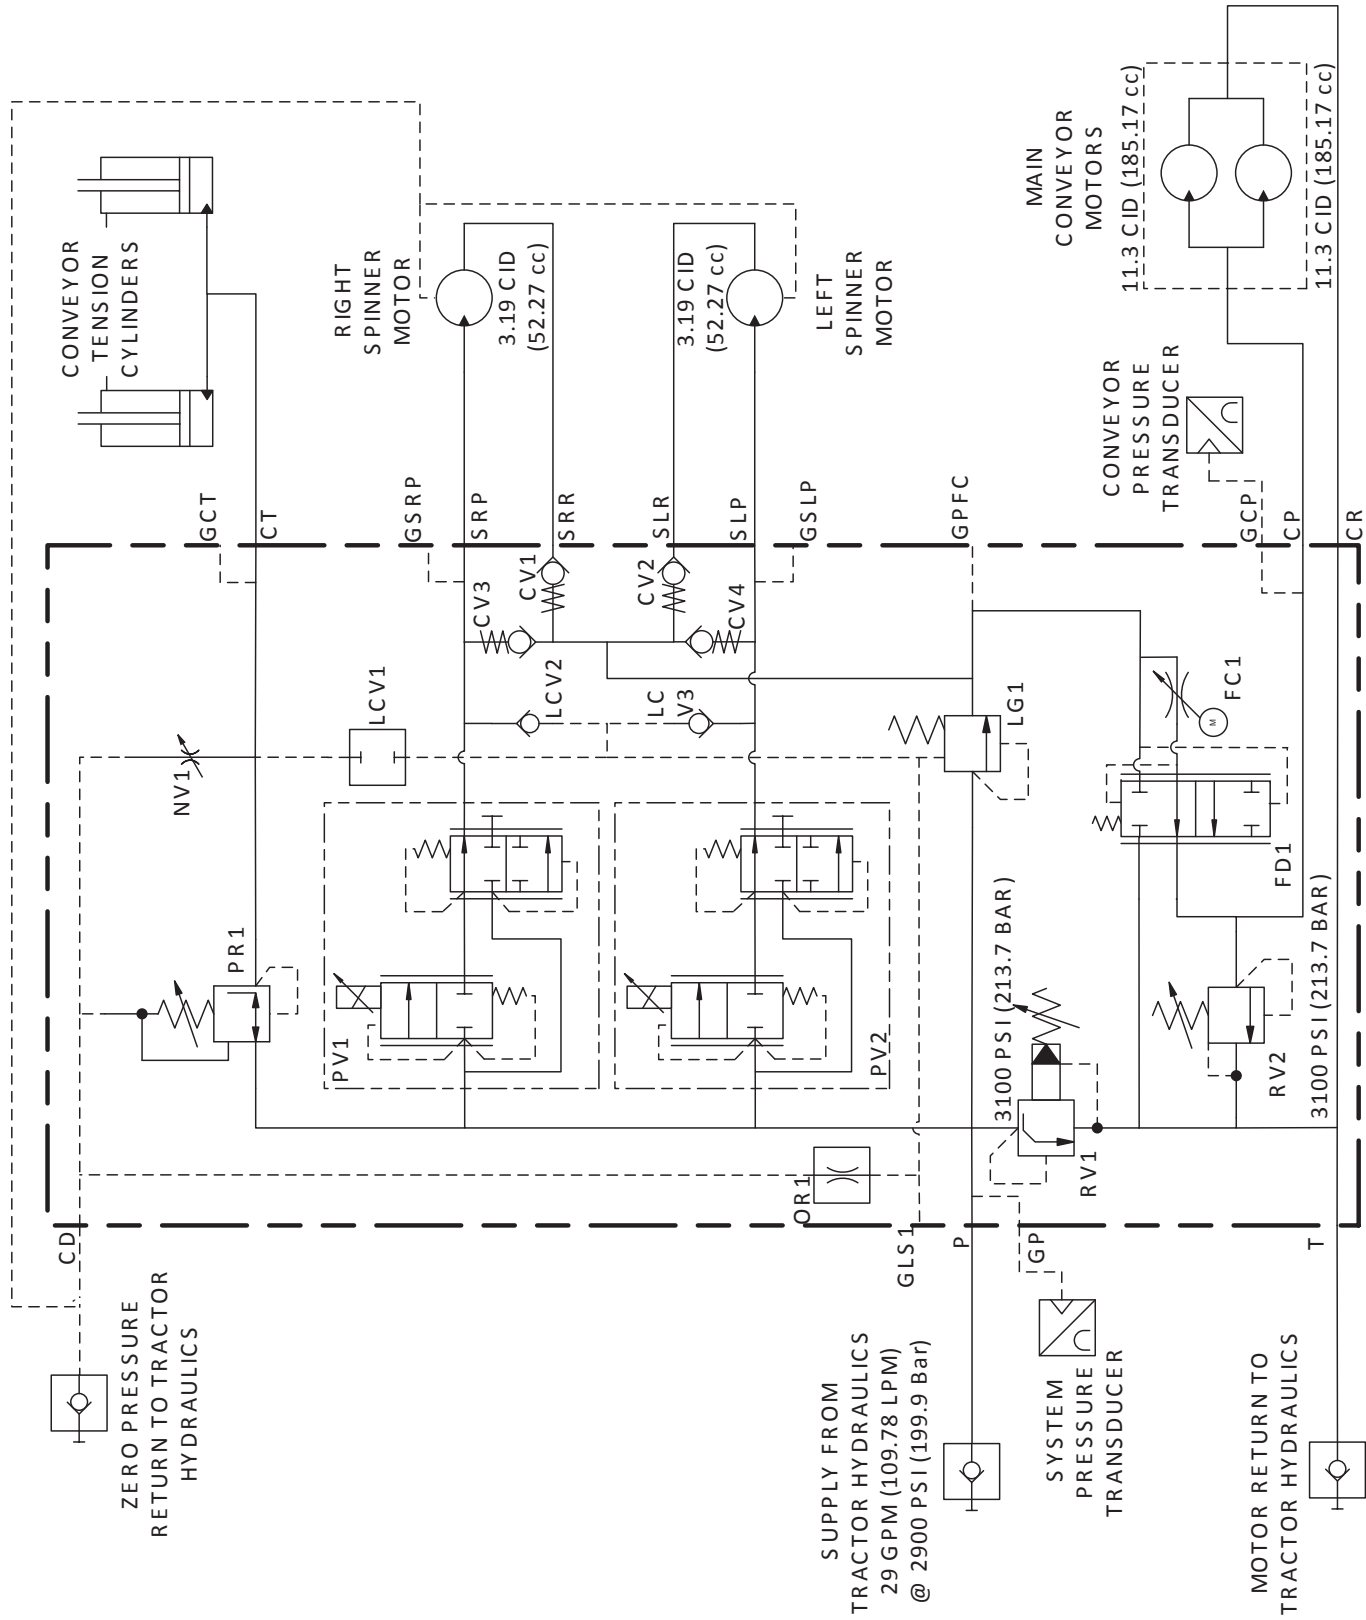 CONVEYOR
TENSION
CYLINDERS
RIGHT
SPINNER
MOTOR
3.19 CID
(52.27 cc)
3.19 CID
(52.27 cc)
LEFT
SPINNER
MOTOR
MAIN
CONVEYOR
MOTORS
11.3 CID (185.17 cc)
11.3 CID (185.17 cc)
CONVEYOR
PRESSURE
TRANSDUCER
GCT
CT
GSRP
SRP
SRR
SLR
SLP
GSLP
GPFC
GCP
CP
CR
CV3
CV1
CV2
CV4
NV1
LCV1
LCV2
LC
V3
LG1
FC1
M
PR1
PV1
PV2
FD1
3100 PSI (213.7 BAR)
RV1
RV2
3100 PSI (213.7 BAR)
OR1
CD
GLS1
P
GP
T
ZERO PRESSURE
RETURN TO TRACTOR
HYDRAULICS
SUPPLY FROM
TRACTOR HYDRAULICS
29 GPM (109.78 LPM)
@ 2900 PSI (199.9 Bar)
SYSTEM
PRESSURE
TRANSDUCER
MOTOR RETURN TO
TRACTOR HYDRAULICS